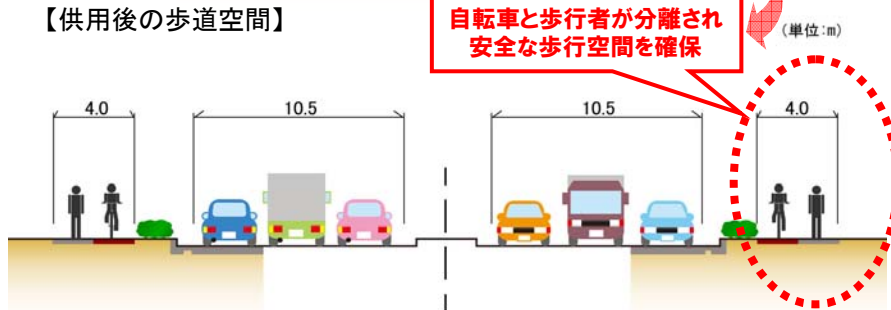 【供用後の歩道空間】
自転車と歩行者が分離され
安全な歩行空間を確保
(単位:m)
4.0
10.5
10.5
4.0